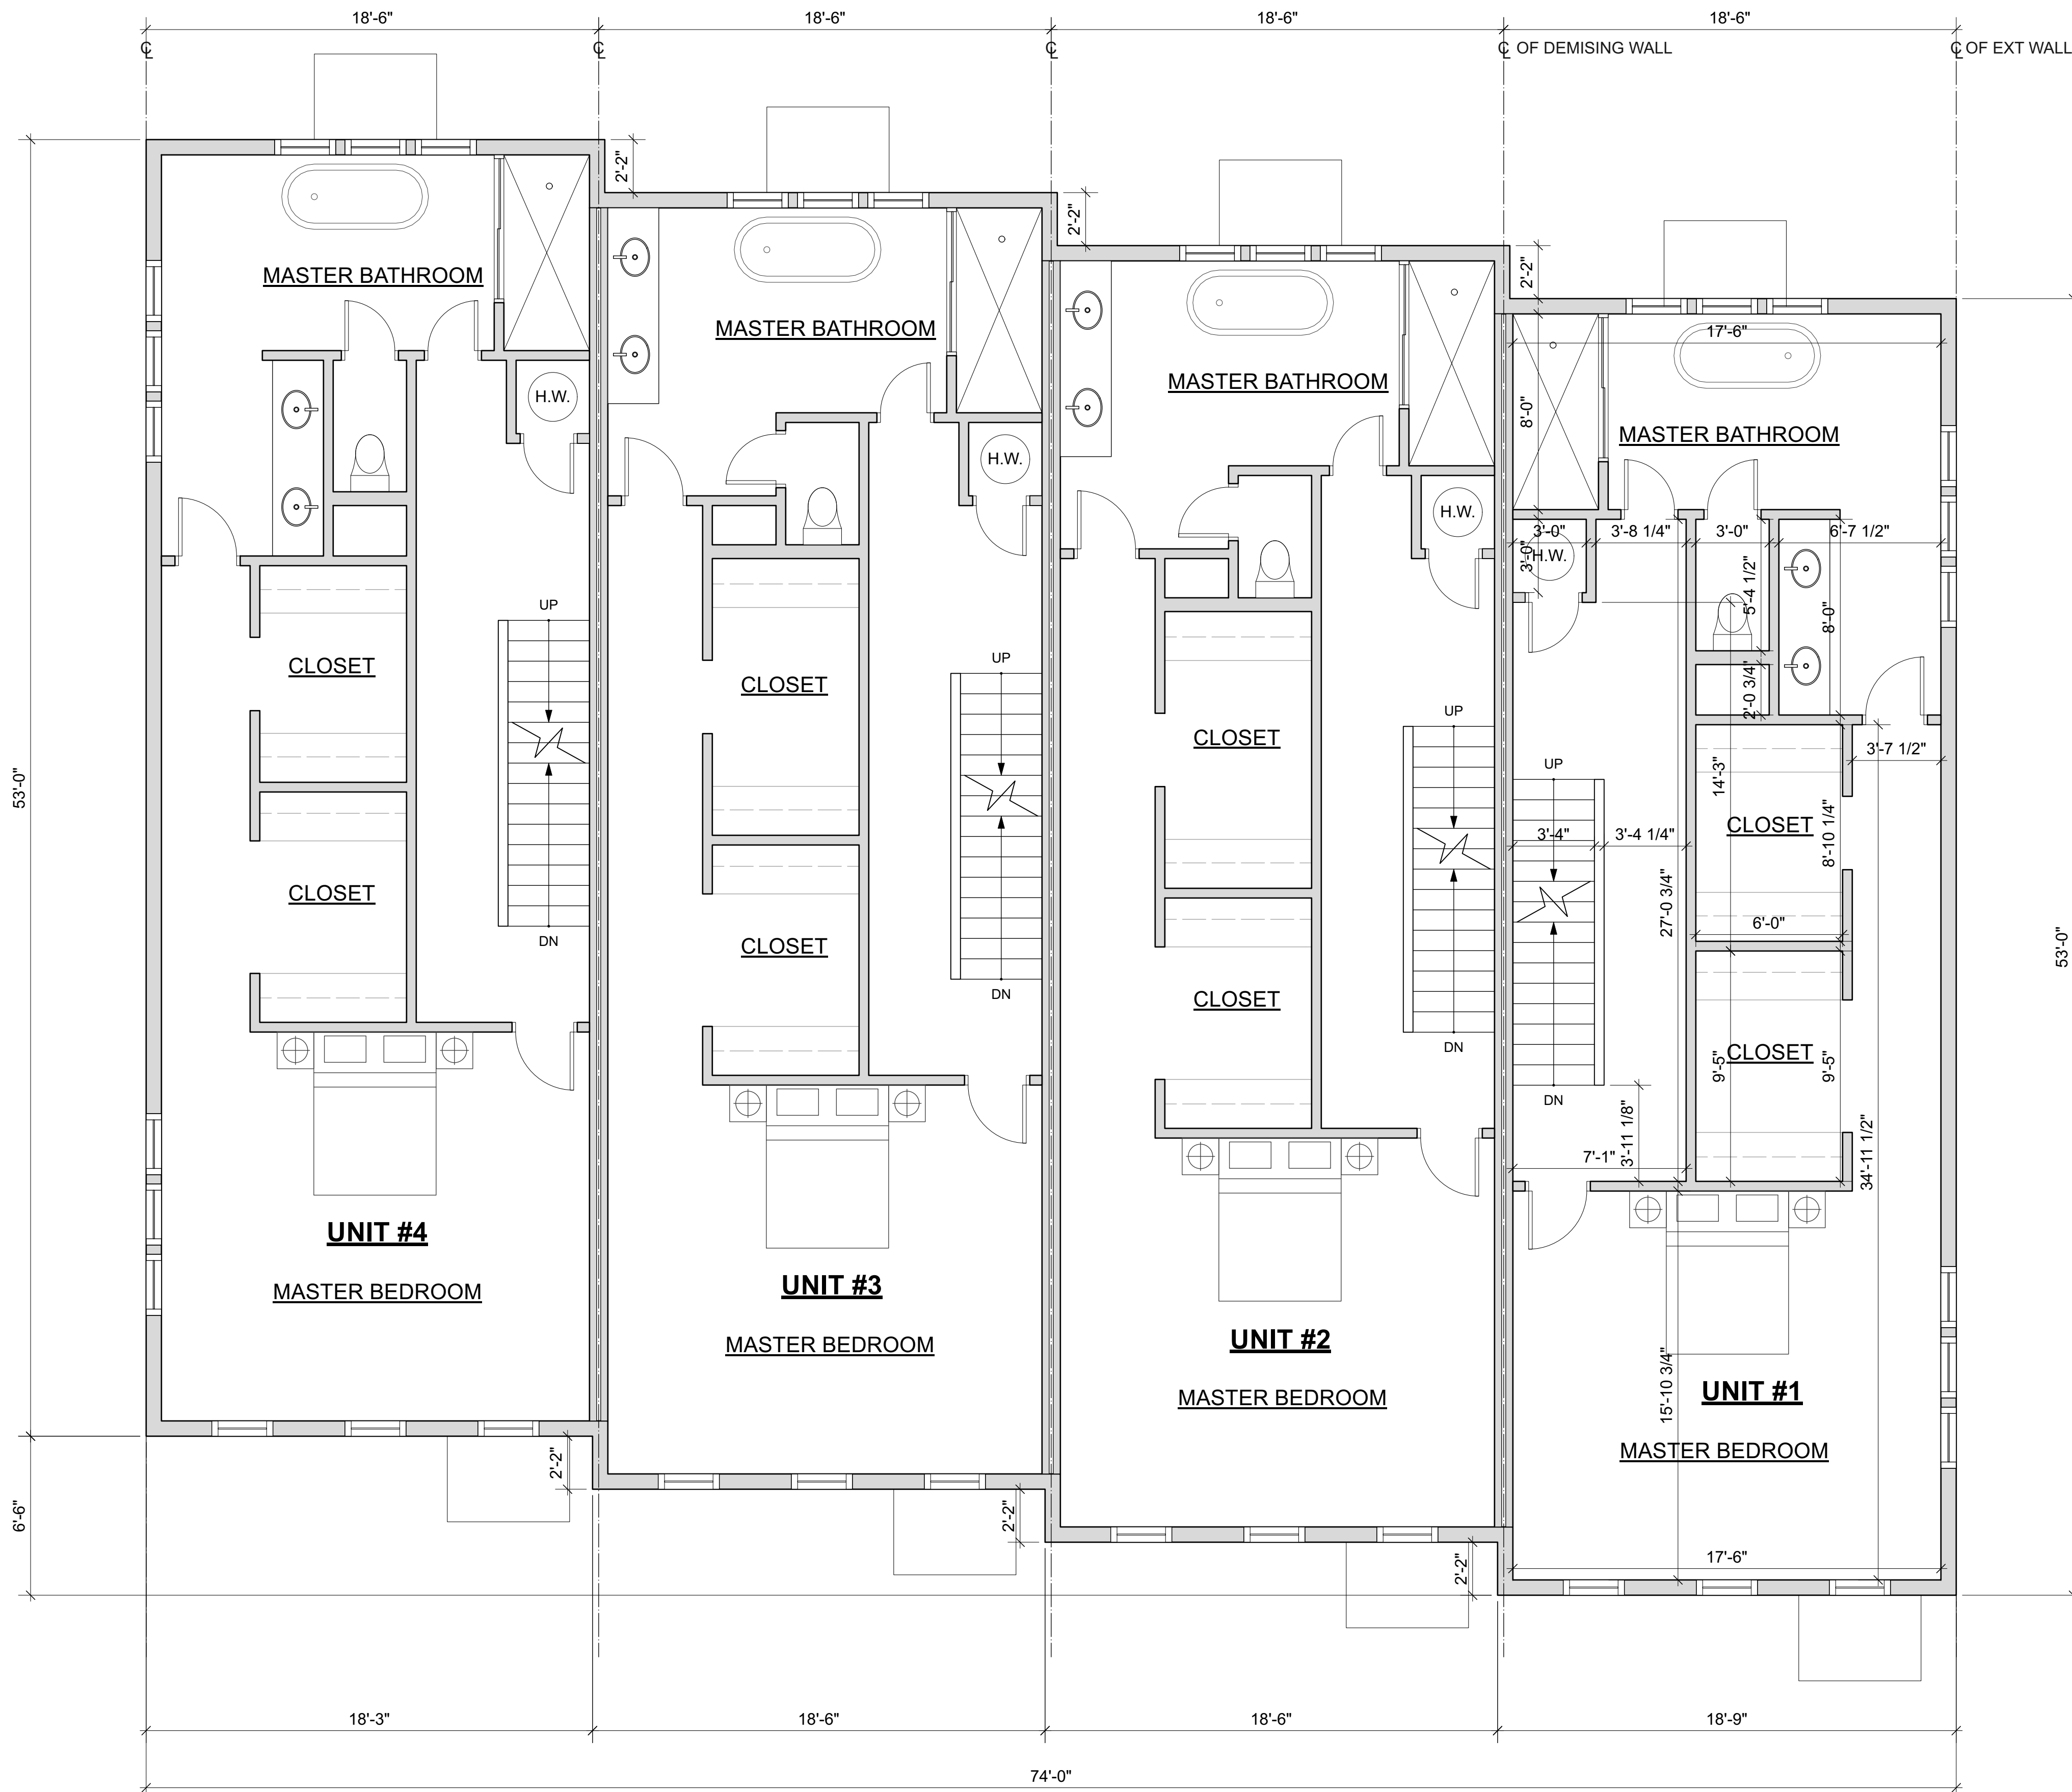 18'-6" 18'-6" 18'-6" 18'-6"
℄ ℄ ℄ ℄ OF DEMISING WALL ℄ OF EXT WALL
2'-2"
2'-2"
2'-2"
MASTER BATHROOM
MASTER BATHROOM
MASTER BATHROOM
MASTER BATHROOM
17'-6"
8'-0"
H.W.
H.W.
H.W.
H.W.
3'-0" 3'-8 1/4" 3'-0" 6'-7 1/2"
3'-0"
5'-4 1/2"
8'-0"
2'-0 3/4"
3'-7 1/2"
UP
UP
UP
UP
CLOSET
CLOSET
CLOSET
CLOSET
14'-3"
8'-10 1/4"
3'-4" 3'-4 1/4"
27'-0 3/4"
6'-0"
53'-0"
53'-0"
CLOSET
CLOSET
CLOSET
CLOSET
9'-5"
9'-5"
DN
DN
DN
DN
3'-11 1/8"
34'-11 1/2"
7'-1"
UNIT #4
MASTER BEDROOM
UNIT #3
MASTER BEDROOM
UNIT #2
MASTER BEDROOM
15'-10 3/4"
UNIT #1
MASTER BEDROOM
17'-6"
2'-2"
2'-2"
2'-2"
6'-6"
18'-3" 18'-6" 18'-6" 18'-9"
74'-0"